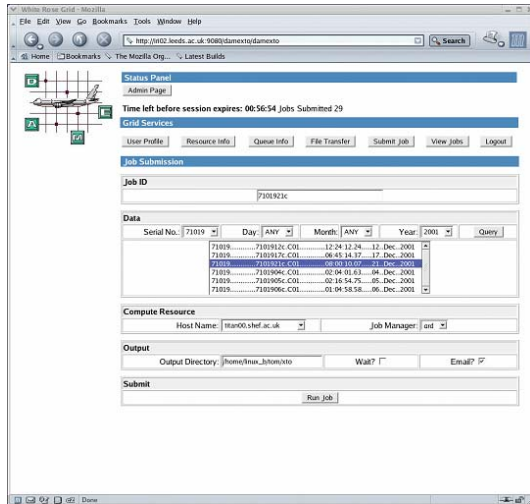 White Rose Grid - Mozilla
File Edit View Go Bookmarks Tools Window Help
http://iri02.leeds.ac.uk:9080/damexto/damexto Search
Home Bookmarks The Mozilla Org... Latest Builds
Status Panel
Admin Page
Time left before session expires: 00:56:54 Jobs Submitted 29
Grid Services
User Profile Resource Info Queue Info File Transfer Submit Job View Jobs Logout
Job Submission
Job ID
7101921c
Data
Serial No.: 71019 Day: ANY Month: ANY Year: 2001 Query
71019............7101912c.C01............12:24:12.24......12..Dec..2001
71019............7101917c.C01............06:45:14.37......17..Dec..2001
71019............7101921c.C01............08:00:10.07......21..Dec..2001
71019............7101904c.C01............02:04:01.63......04..Dec..2001
71019............7101905c.C01............02:16:54.75......05..Dec..2001
71019............7101906c.C01............01:04:58.58......06..Dec..2001
Compute Resource
Host Name: titan00.shef.ac.uk Job Manager:
Output
Output Directory: /home/linux_b/tom/xto Wait? Email?
Submit
Run Job
Done